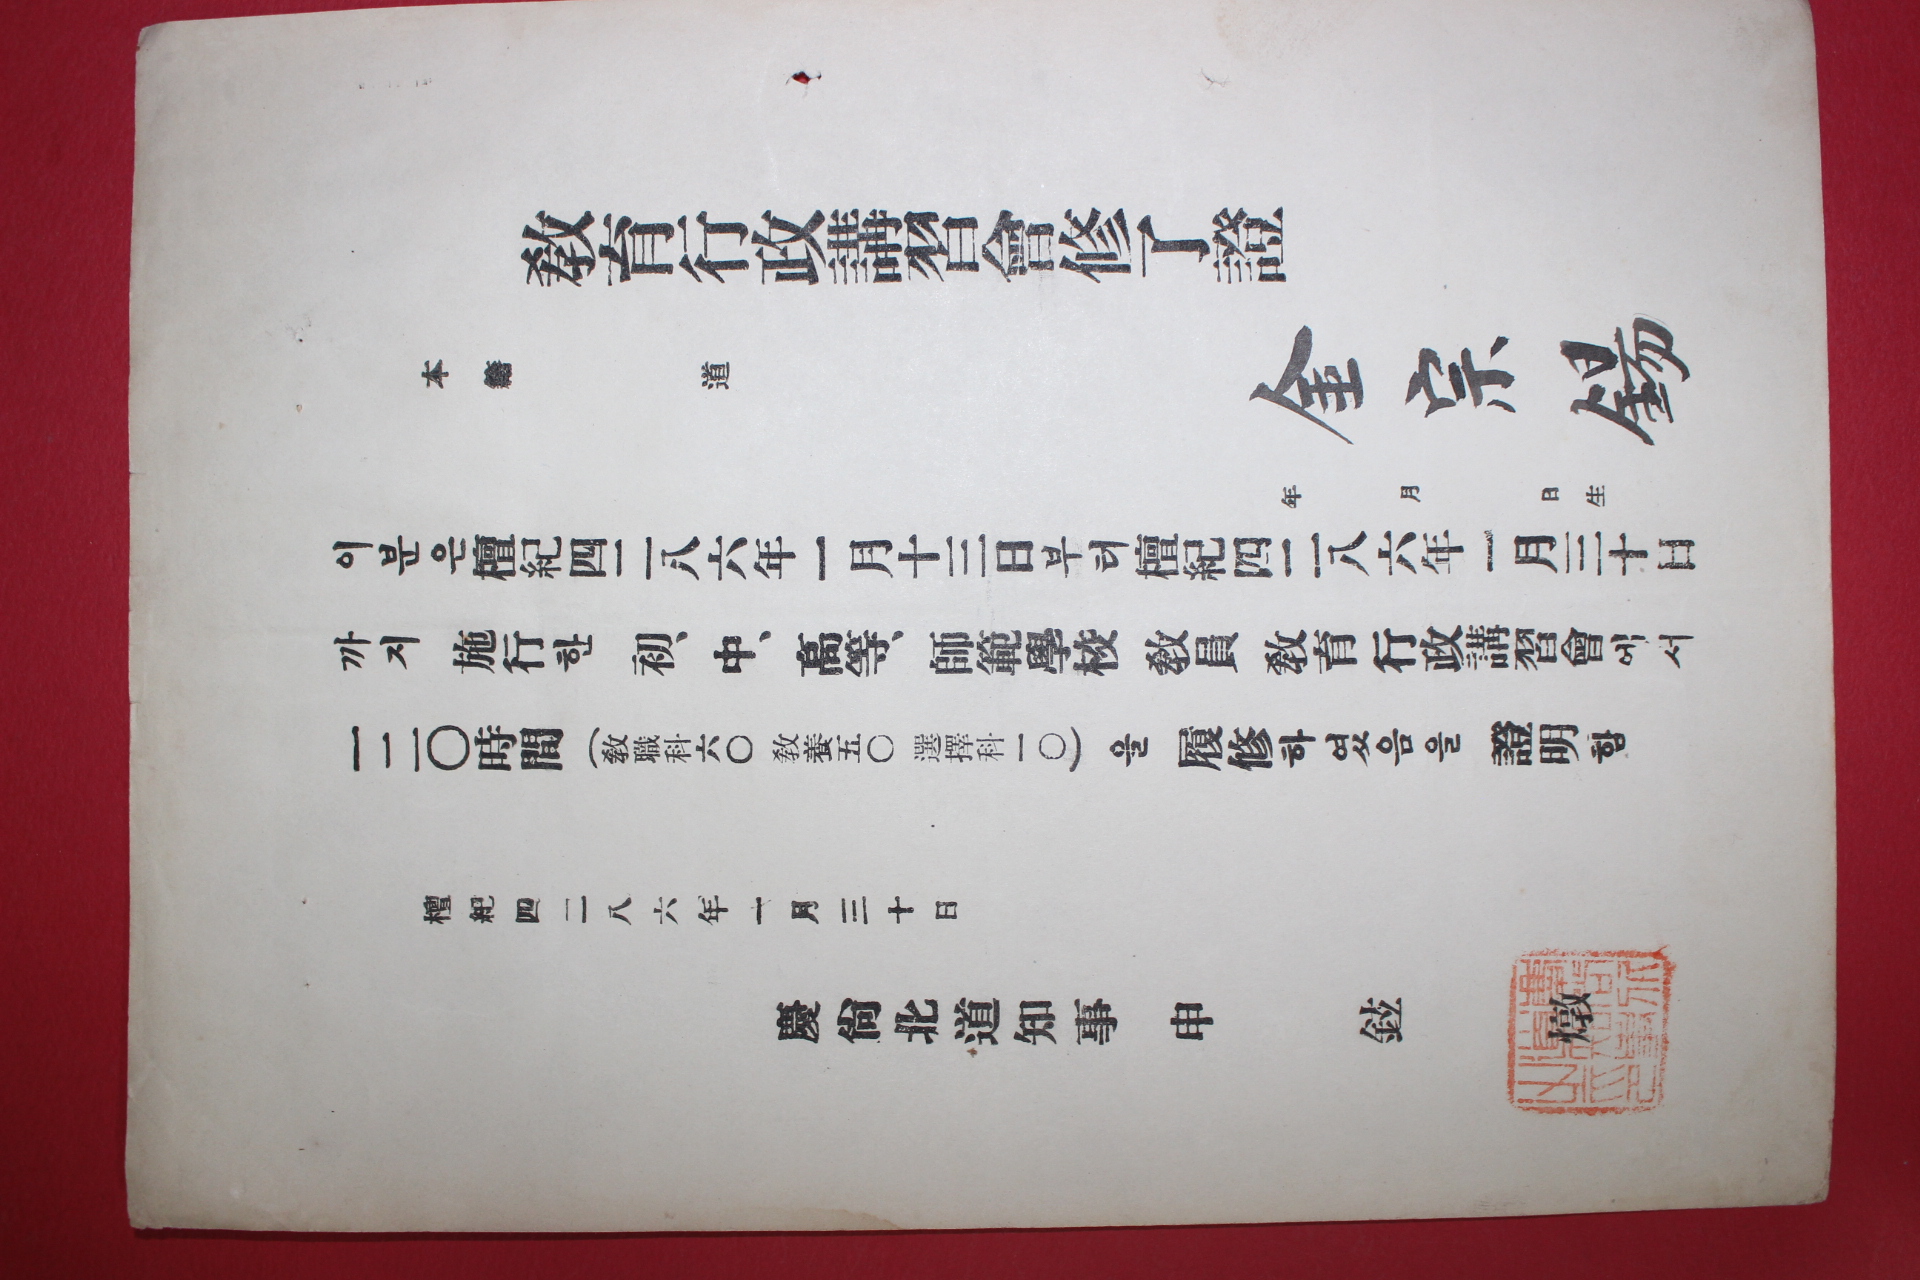 敎育行政講習會修了證
本籍 道 金宗錫
年 月 日生
이분은檀紀四二八六年一月十三日부터檀紀四二八六年一月三十日
까지 施行한 初、中、高等、師範學校 敎員 敎育 行政講習會에서
一二〇時間(敎職科六〇 敎養五〇 選擇科一〇)을 履修하였음을 證明함
檀紀四二八六年一月三十日
慶尙北道知事 申 鉉 燉